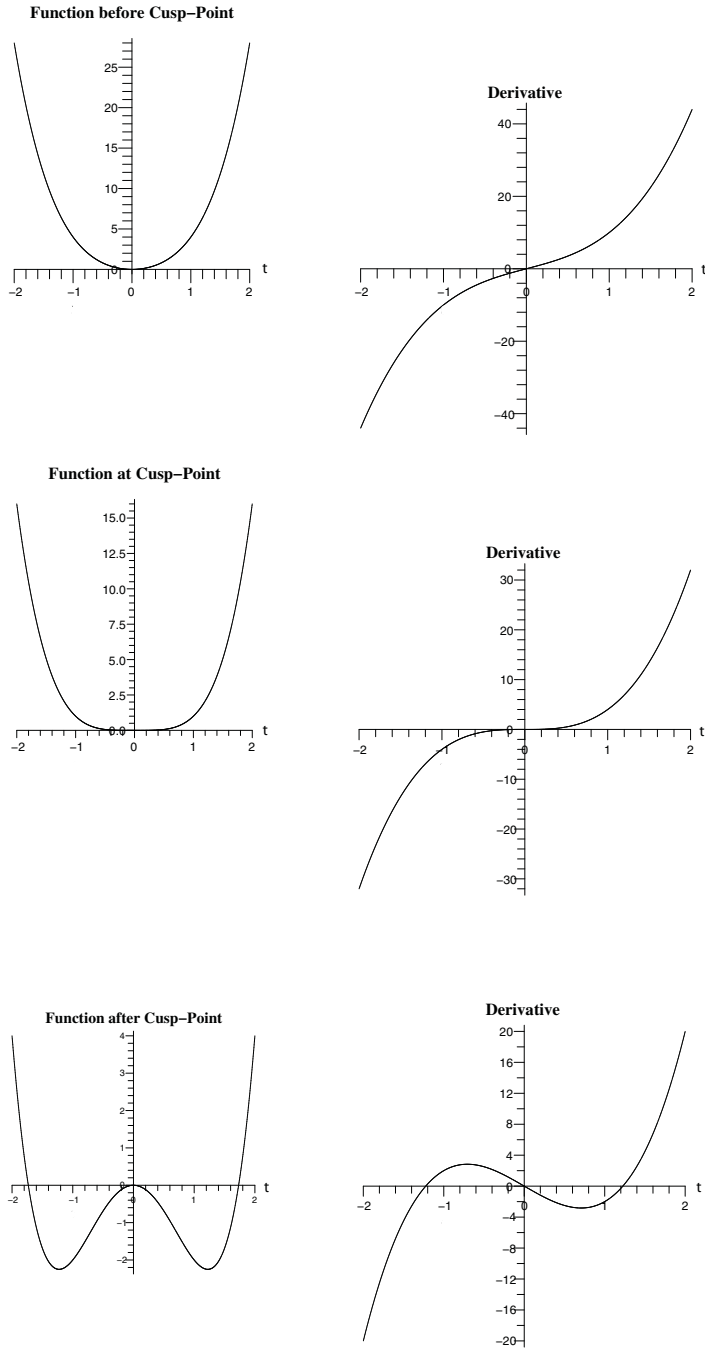 Function before Cusp−Point
25
20
15
10
5
0
−2 −1 0 1 2
t
Derivative
40
20
0
−2 −1 0 1 2
t
−20
−40
Function at Cusp−Point
15.0
12.5
10.0
7.5
5.0
2.5
0.0
−2 −1 0 1 2
t
Derivative
30
20
10
0
−2 −1 0 1 2
t
−10
−20
−30
Function after Cusp−Point
4
3
2
1
0
−2 −1 0 1 2
t
−1
−2
Derivative
20
16
12
8
4
0
−2 −1 0 1 2
t
−4
−8
−12
−16
−20